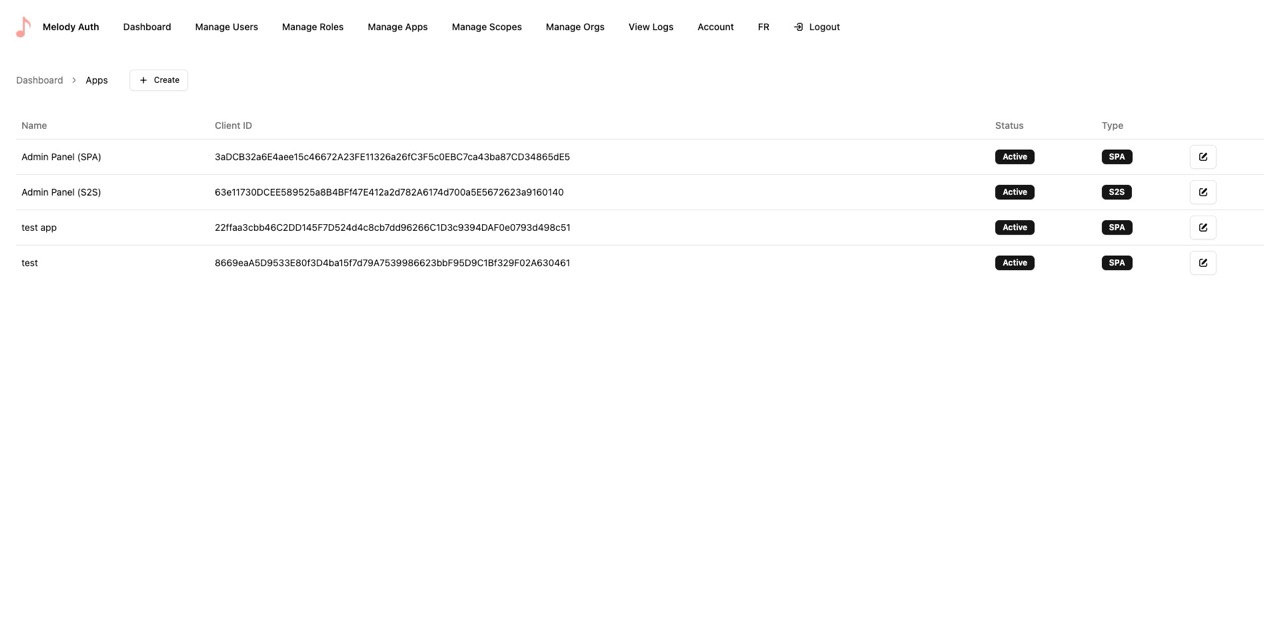 Melody Auth Dashboard Manage Users Manage Roles Manage Apps Manage Scopes Manage Orgs View Logs Account FR Logout
Dashboard > Apps + Create
Name Client ID Status Type
Admin Panel (SPA) 3aDCB32a6E4aee15c46672A23FE11326a26fC3F5c0EBC7ca43ba87CD34865dE5 Active SPA
Admin Panel (S2S) 63e11730DCEE589525a8B4BFf47E412a2d782A6174d700a5E5672623a9160140 Active S2S
test app 22ffaa3cbb46C2DD145F7D524d4c8cb7dd96266C1D3c9394DAF0e0793d498c51 Active SPA
test 8669eaA5D9533E80f3D4ba15f7d79A7539986623bbF95D9C1Bf329F02A630461 Active SPA